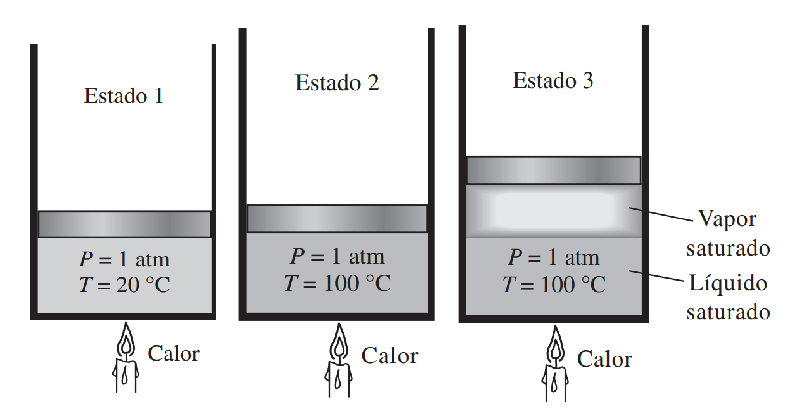 Estado 1
P = 1 atm
T = 20 °C
Calor
Estado 2
P = 1 atm
T = 100 °C
Calor
Estado 3
P = 1 atm
T = 100 °C
Calor
Vapor
saturado
Líquido
saturado